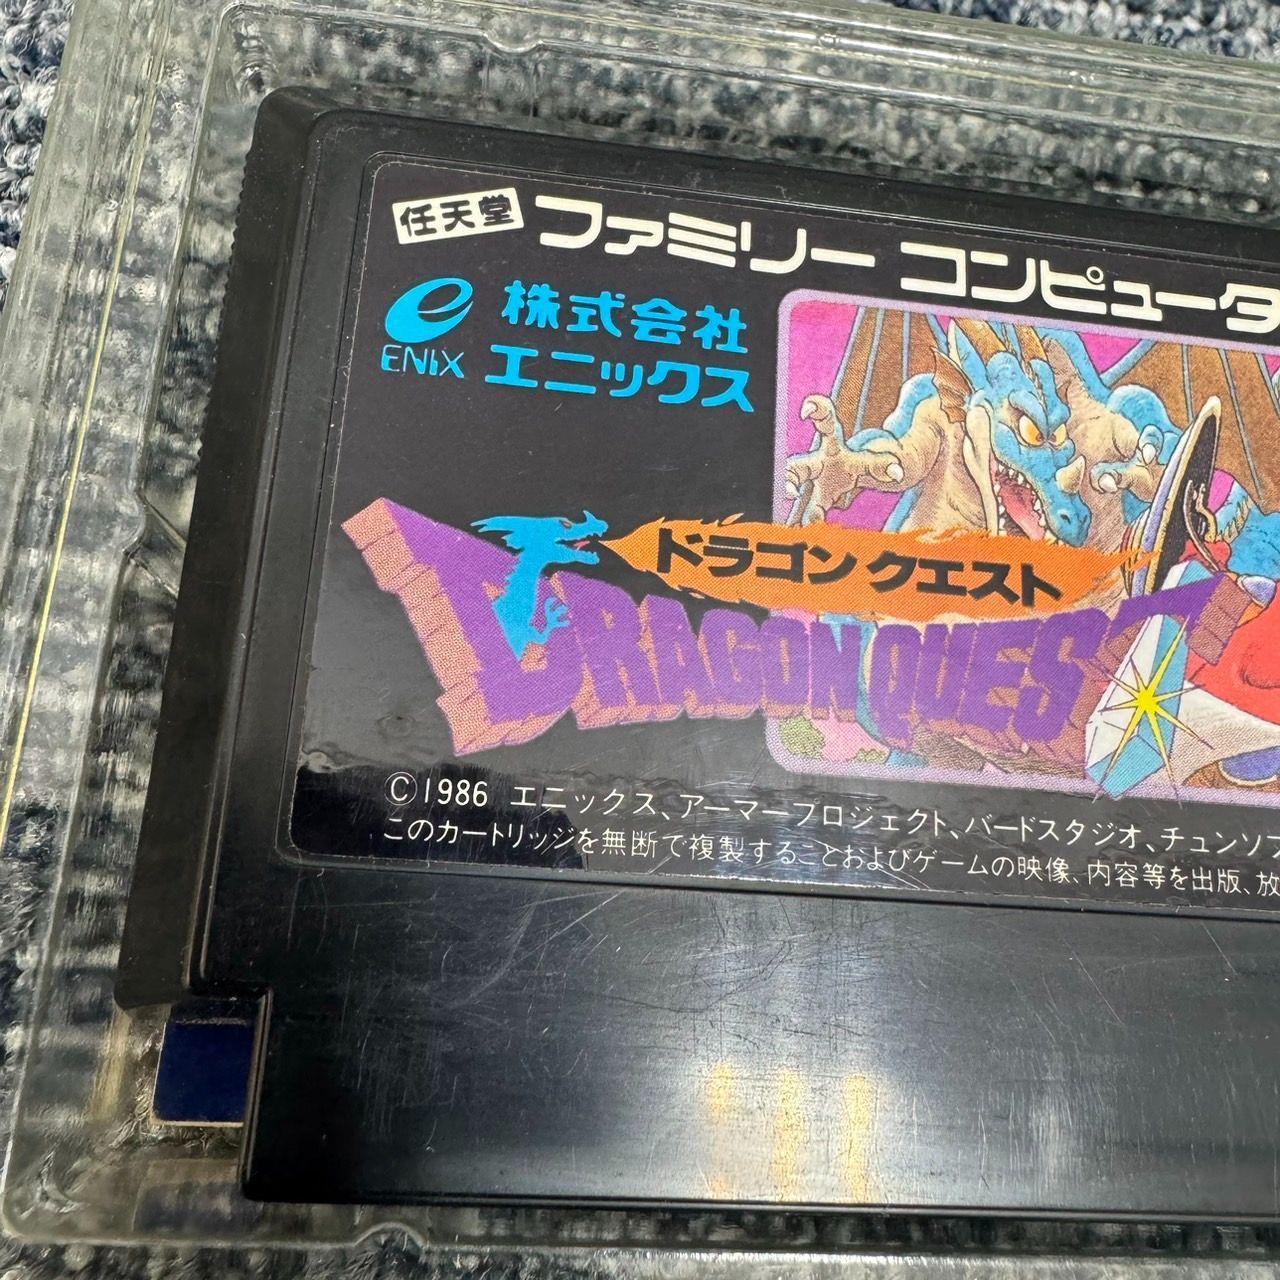 任天堂 ファミリー コンピュータ
ENIX 株式会社
エニックス
ドラゴンクエスト
DRAGON QUEST
©1986 エニックス、アーマープロジェクト、バードスタジオ、チュンソフ
このカートリッジを無断で複製することおよびゲームの映像、内容等を出版、放